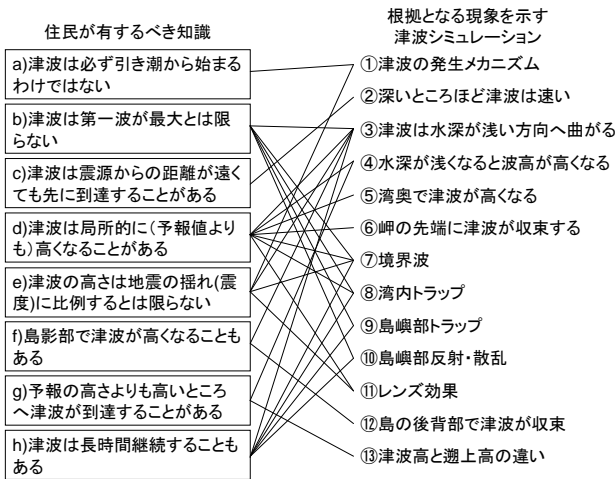 住民が有するべき知識
a)津波は必ず引き潮から始まる
わけではない
b)津波は第一波が最大とは限
らない
c)津波は震源からの距離が遠く
ても先に到達することがある
d)津波は局所的に(予報値より
も)高くなることがある
e)津波の高さは地震の揺れ(震
度)に比例するとは限らない
f)島影部で津波が高くなることも
ある
g)予報の高さよりも高いところ
へ津波が到達することがある
h)津波は長時間継続することも
ある
根拠となる現象を示す
津波シミュレーション
①津波の発生メカニズム
②深いところほど津波は速い
③津波は水深が浅い方向へ曲がる
④水深が浅くなると波高が高くなる
⑤湾奥で津波が高くなる
⑥岬の先端に津波が収束する
⑦境界波
⑧湾内トラップ
⑨島嶼部トラップ
⑩島嶼部反射・散乱
⑪レンズ効果
⑫島の後背部で津波が収束
⑬津波高と遡上高の違い